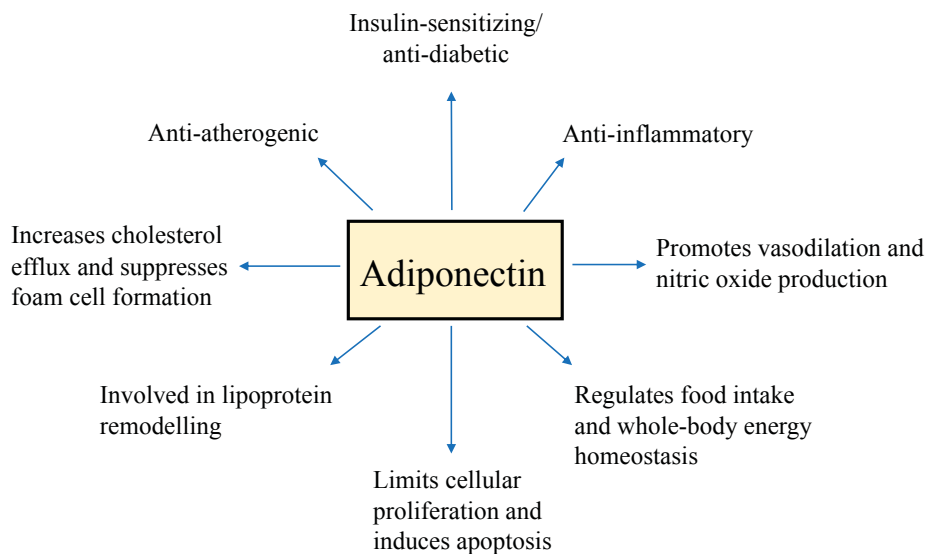 Insulin-sensitizing/
anti-diabetic
Anti-atherogenic
Anti-inflammatory
Increases cholesterol
efflux and suppresses
foam cell formation
Adiponectin
Promotes vasodilation and
nitric oxide production
Involved in lipoprotein
remodelling
Regulates food intake
and whole-body energy
homeostasis
Limits cellular
proliferation and
induces apoptosis